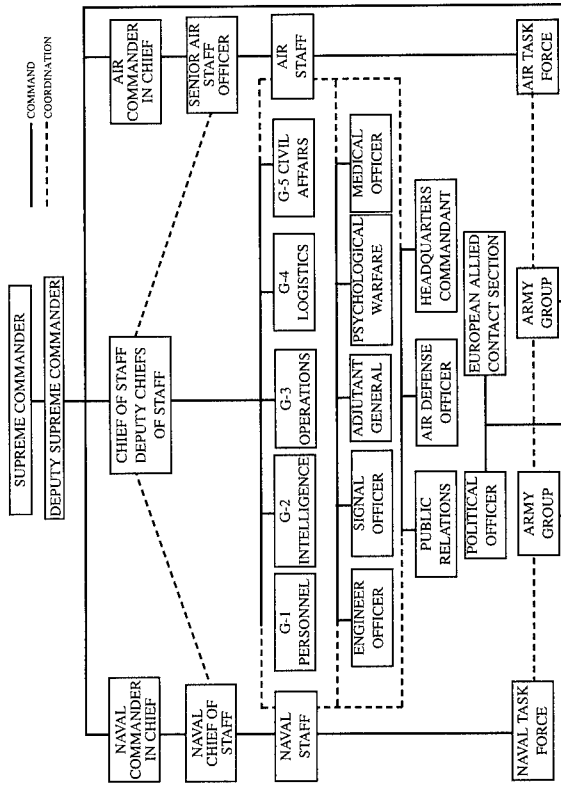 COMMAND
COORDINATION
SUPREME COMMANDER
DEPUTY SUPREME COMMANDER
NAVAL
COMMANDER
IN CHIEF
CHIEF OF STAFF
DEPUTY CHIEFS
OF STAFF
AIR
COMMANDER
IN CHIEF
NAVAL
CHIEF OF
STAFF
SENIOR AIR
STAFF
OFFICER
NAVAL
STAFF
G-1
PERSONNEL
G-2
INTELLIGENCE
G-3
OPERATIONS
G-4
LOGISTICS
G-5 CIVIL
AFFAIRS
AIR
STAFF
ENGINEER
OFFICER
SIGNAL
OFFICER
ADJUTANT
GENERAL
PSYCHOLOGICAL
WARFARE
MEDICAL
OFFICER
PUBLIC
RELATIONS
AIR DEFENSE
OFFICER
HEADQUARTERS
COMMANDANT
POLITICAL
OFFICER
EUROPEAN ALLIED
CONTACT SECTION
NAVAL TASK
FORCE
ARMY
GROUP
ARMY
GROUP
AIR TASK
FORCE